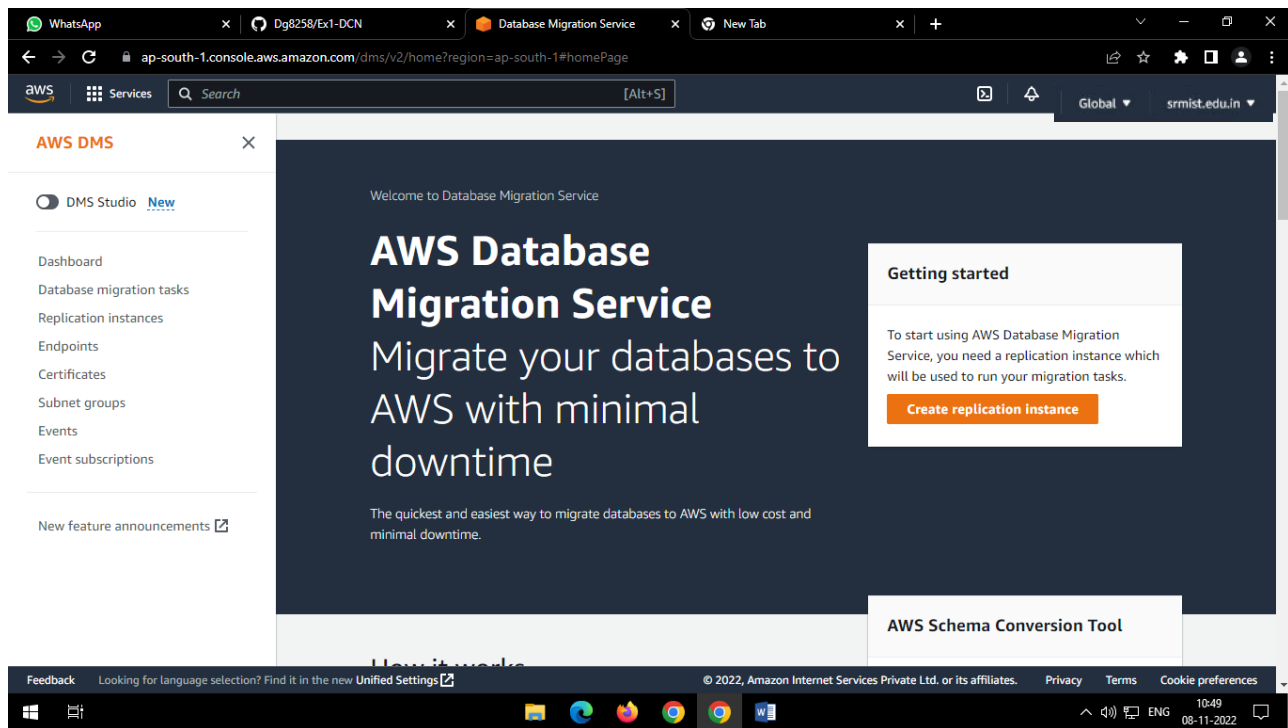 WhatsApp
Dg8258/Ex1-DCN
Database Migration Service
New Tab
ap-south-1.console.aws.amazon.com/dms/v2/home?region=ap-south-1#homePage
aws
Services
Search
[Alt+S]
Global
srmist.edu.in
AWS DMS
DMS Studio New
Dashboard
Database migration tasks
Replication instances
Endpoints
Certificates
Subnet groups
Events
Event subscriptions
New feature announcements
Welcome to Database Migration Service
AWS Database
Migration Service
Migrate your databases to
AWS with minimal
downtime
The quickest and easiest way to migrate databases to AWS with low cost and
minimal downtime.
Getting started
To start using AWS Database Migration
Service, you need a replication instance which
will be used to run your migration tasks.
Create replication instance
AWS Schema Conversion Tool
How it works
Feedback
Looking for language selection? Find it in the new Unified Settings
© 2022, Amazon Internet Services Private Ltd. or its affiliates.
Privacy
Terms
Cookie preferences
ENG
10:49
08-11-2022